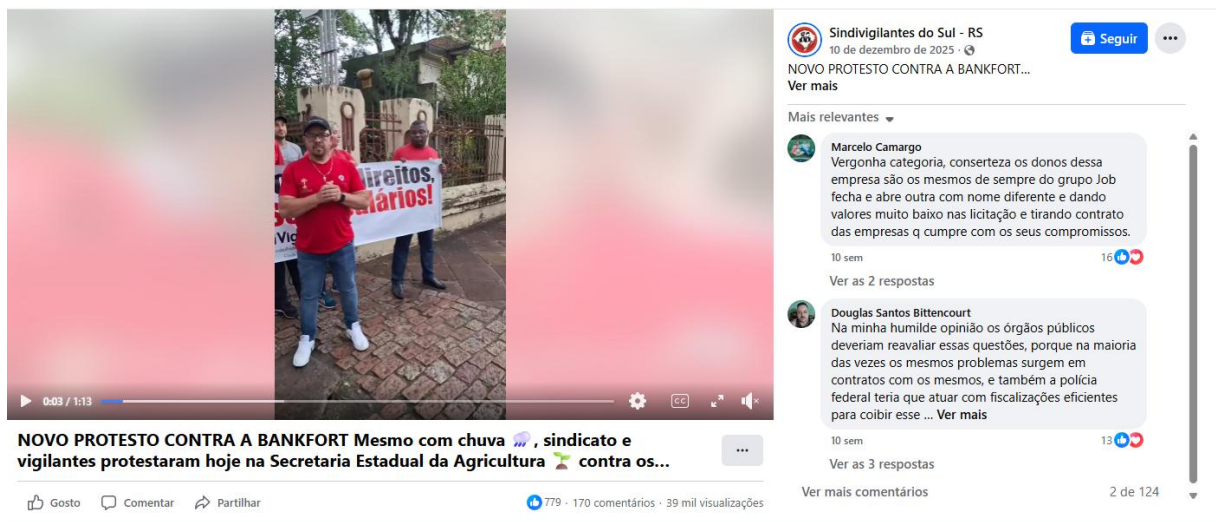 Sindivigilantes do Sul - RS
10 de dezembro de 2025 ·
NOVO PROTESTO CONTRA A BANKFORT...
Ver mais
Seguir
Mais relevantes
Marcelo Camargo
Vergonha categoria, conserteza os donos dessa
empresa são os mesmos de sempre do grupo Job
fecha e abre outra com nome diferente e dando
valores muito baixo nas licitação e tirando contrato
das empresas q cumpre com os seus compromissos.
10 sem
16
Ver as 2 respostas
Douglas Santos Bittencourt
Na minha humilde opinião os órgãos públicos
deveriam reavaliar essas questões, porque na maioria
das vezes os mesmos problemas surgem em
contratos com os mesmos, e também a polícia
federal teria que atuar com fiscalizações eficientes
para coibir esse ... Ver mais
10 sem
13
Ver as 3 respostas
Ver mais comentários
2 de 124
ireitos,
lários!
0:03 / 1:13
CC
NOVO PROTESTO CONTRA A BANKFORT Mesmo com chuva 🌧️, sindicato e
vigilantes protestaram hoje na Secretaria Estadual da Agricultura 🌱 contra os...
Gosto
Comentar
Partilhar
779 · 170 comentários · 39 mil visualizações